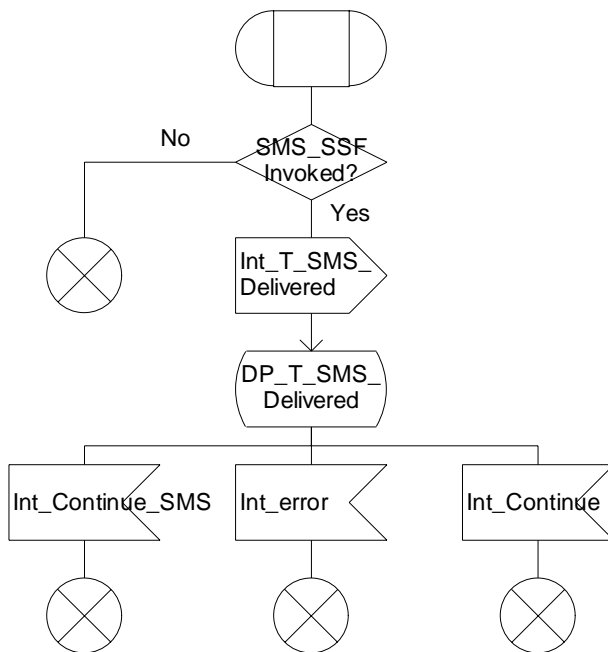 No
SMS_SSF
Invoked?
Yes
Int_T_SMS_
Delivered
DP_T_SMS_
Delivered
Int_Continue_SMS
Int_error
Int_Continue